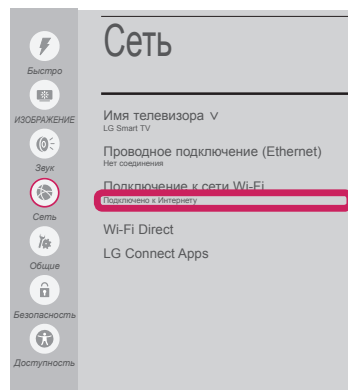 Сеть
Быстро
ИЗОБРАЖЕНИЕ
Звук
Сеть
Общие
Безопасность
Доступность
Имя телевизора ∨
LG Smart TV
Проводное подключение (Ethernet)
Нет соединения
Подключение к сети Wi-Fi
Подключено к Интернету
Wi-Fi Direct
LG Connect Apps